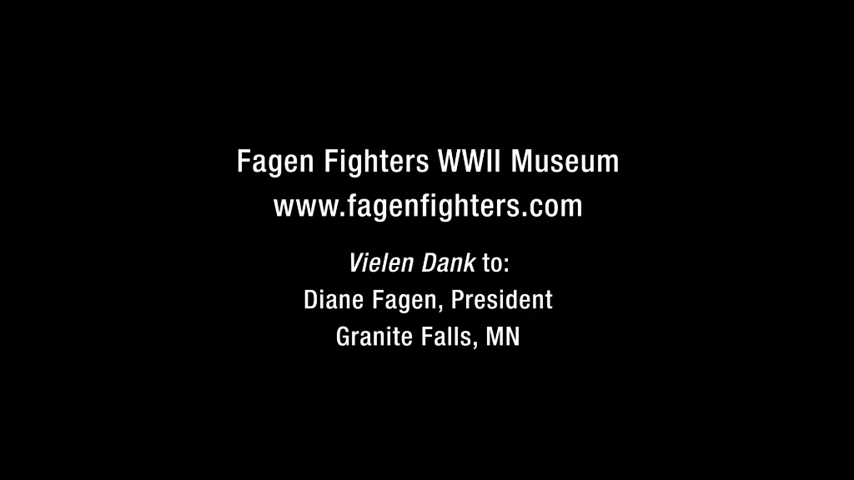 Fagen Fighters WWII Museum
www.fagenfighters.com
Vielen Dank to:
Diane Fagen, President
Granite Falls, MN